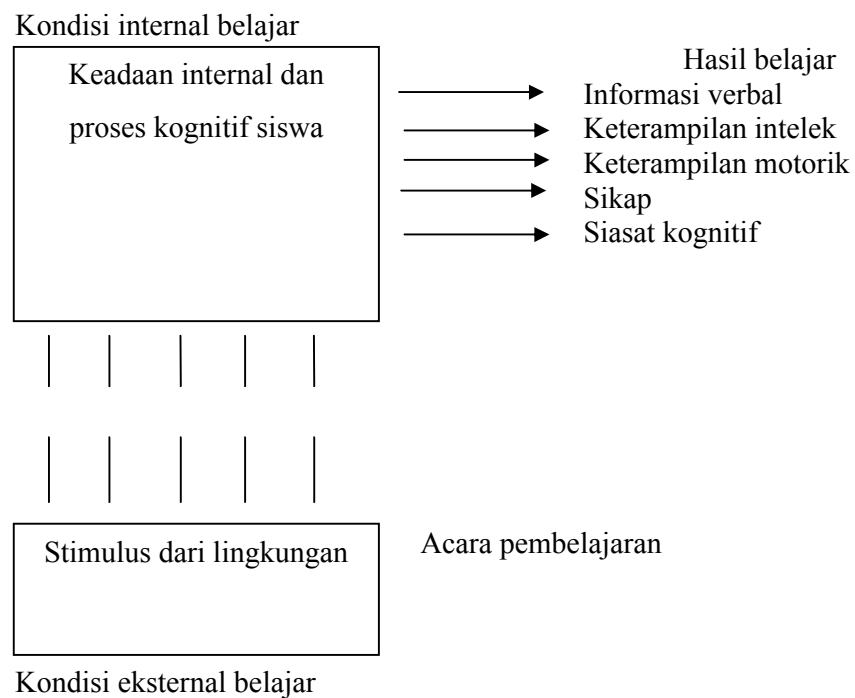 Kondisi internal belajar
Keadaan internal dan
proses kognitif siswa
Hasil belajar
Informasi verbal
Keterampilan intelek
Keterampilan motorik
Sikap
Siasat kognitif
Stimulus dari lingkungan
Acara pembelajaran
Kondisi eksternal belajar